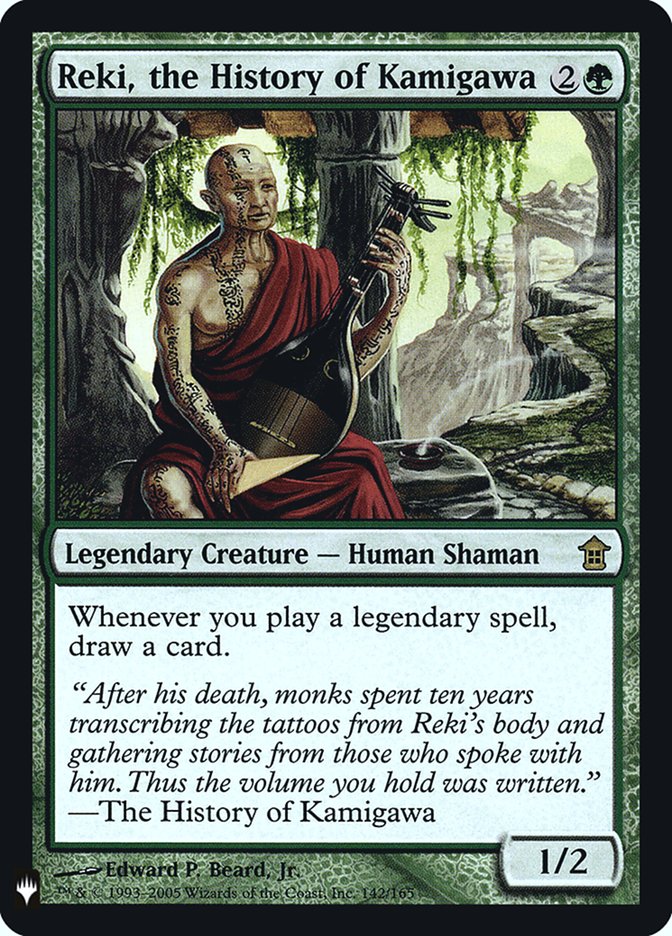 Reki, the History of Kamigawa 2
Legendary Creature — Human Shaman
Whenever you play a legendary spell,
draw a card.
“After his death, monks spent ten years
transcribing the tattoos from Reki’s body and
gathering stories from those who spoke with
him. Thus the volume you hold was written.”
—The History of Kamigawa
1/2
Edward P. Beard, Jr.
™ & © 1993–2005 Wizards of the Coast, Inc. 142/165